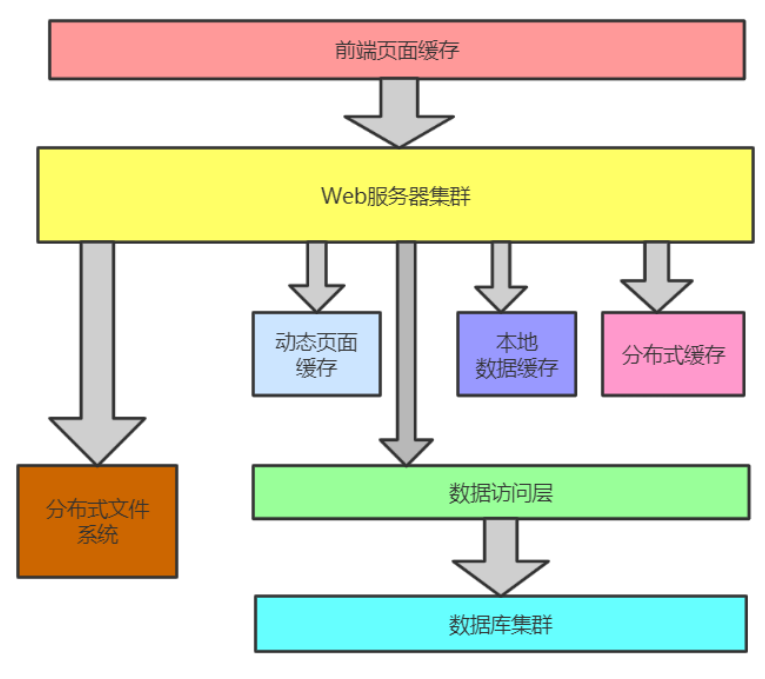 前端页面缓存
Web服务器集群
动态页面
缓存
本地
数据缓存
分布式缓存
分布式文件
系统
数据访问层
数据库集群